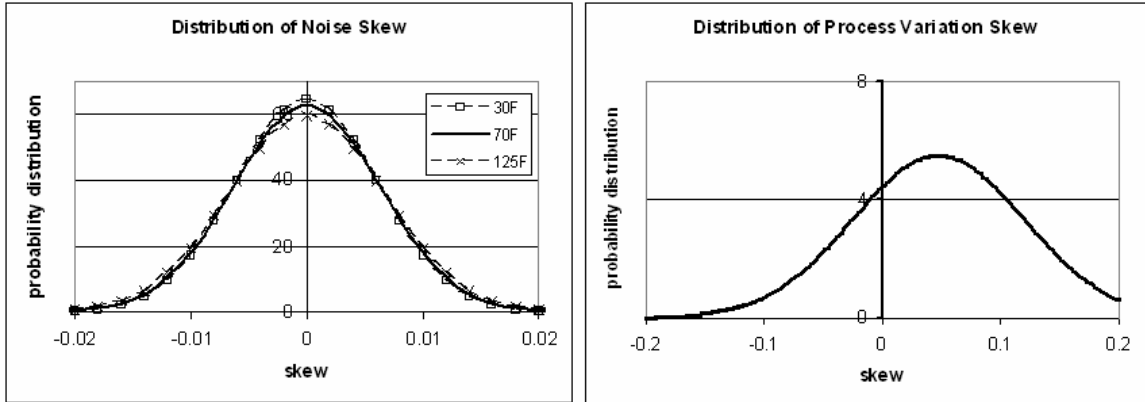 Distribution of Noise Skew
probability distribution
40
20
0
30F
70F
125F
-0.02
-0.01
0
0.01
0.02
skew
Distribution of Process Variation Skew
probability distribution
8
4
0
-0.2
-0.1
0
0.1
0.2
skew